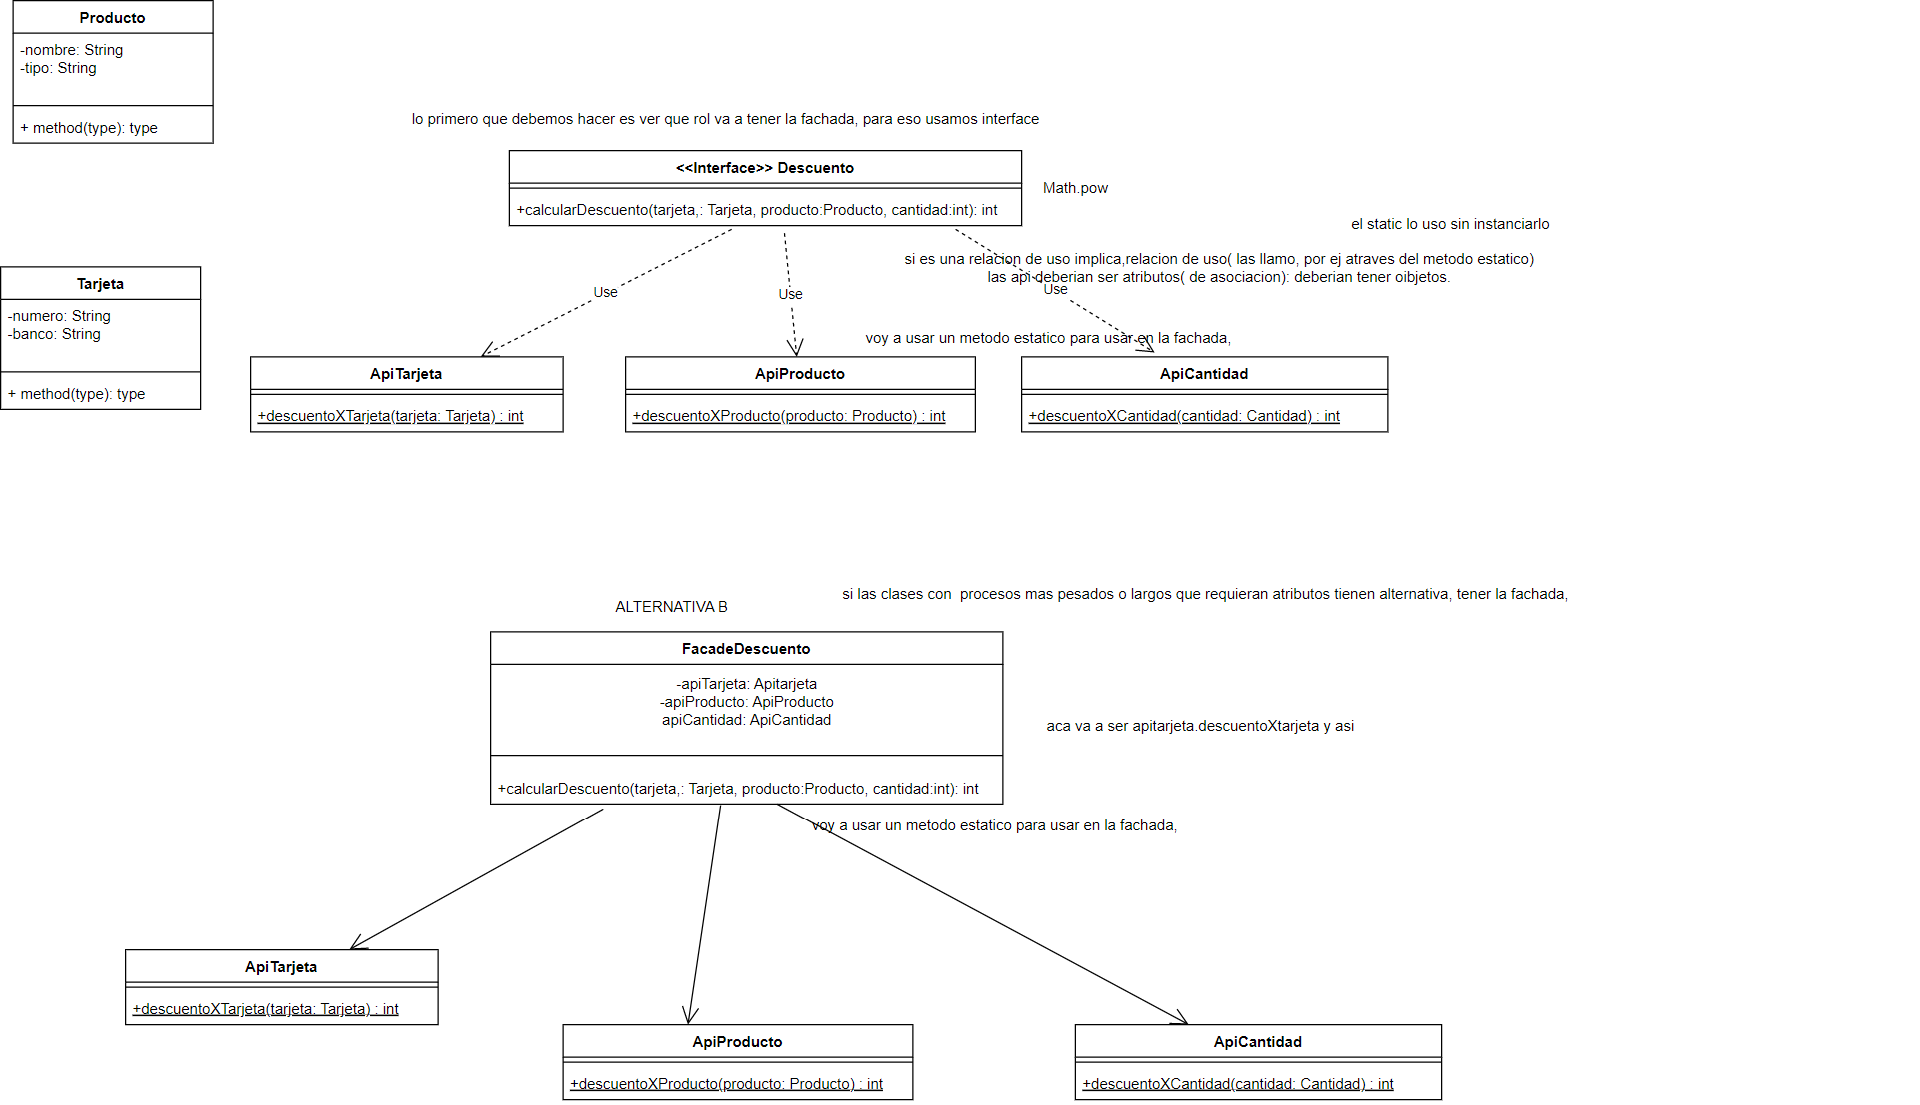 Producto
-nombre: String
-tipo: String
+ method(type): type
lo primero que debemos hacer es ver que rol va a tener la fachada, para eso usamos interface
<<Interface>> Descuento
+calcularDescuento(tarjeta,: Tarjeta, producto:Producto, cantidad:int): int
Math.pow
el static lo uso sin instanciarlo
si es una relacion de uso implica,relacion de uso( las llamo, por ej atraves del metodo estatico)
las api deberian ser atributos( de asociacion): deberian tener oibjetos.
Tarjeta
-numero: String
-banco: String
+ method(type): type
Use
Use
Use
voy a usar un metodo estatico para usar en la fachada,
ApiTarjeta
+descuentoXTarjeta(tarjeta: Tarjeta) : int
ApiProducto
+descuentoXProducto(producto: Producto) : int
ApiCantidad
+descuentoXCantidad(cantidad: Cantidad) : int
si las clases con  procesos mas pesados o largos que requieran atributos tienen alternativa, tener la fachada,
ALTERNATIVA B
FacadeDescuento
-apiTarjeta: Apitarjeta
-apiProducto: ApiProducto
apiCantidad: ApiCantidad
aca va a ser apitarjeta.descuentoXtarjeta y asi
+calcularDescuento(tarjeta,: Tarjeta, producto:Producto, cantidad:int): int
voy a usar un metodo estatico para usar en la fachada,
ApiTarjeta
+descuentoXTarjeta(tarjeta: Tarjeta) : int
ApiProducto
+descuentoXProducto(producto: Producto) : int
ApiCantidad
+descuentoXCantidad(cantidad: Cantidad) : int